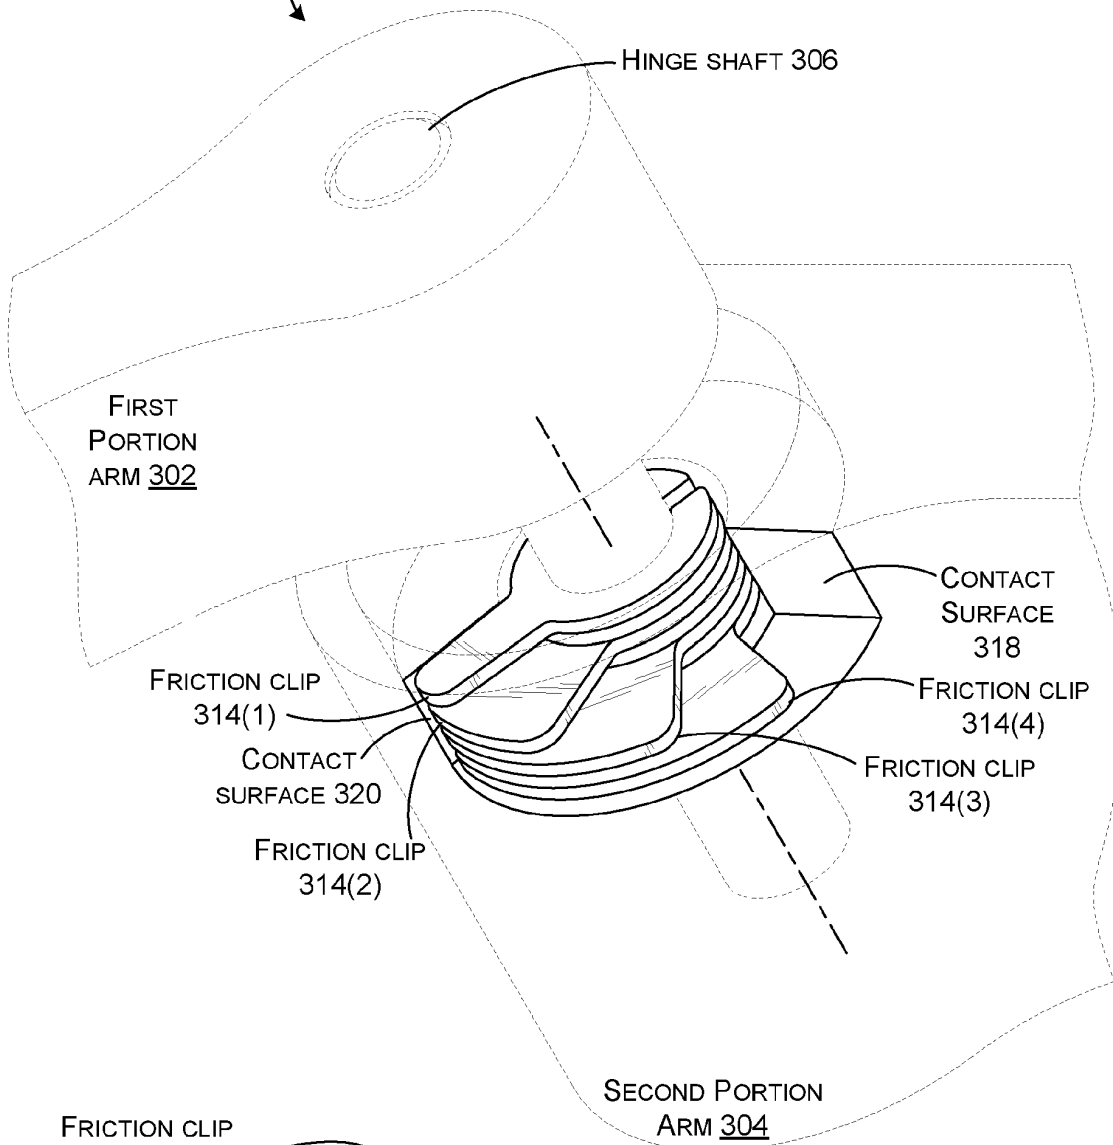 HINGE SHAFT 306
FIRST
PORTION
ARM 302
CONTACT
SURFACE
318
FRICTION CLIP
314(1)
FRICTION CLIP
314(4)
CONTACT
SURFACE 320
FRICTION CLIP
314(3)
FRICTION CLIP
314(2)
SECOND PORTION
ARM 304
FRICTION CLIP